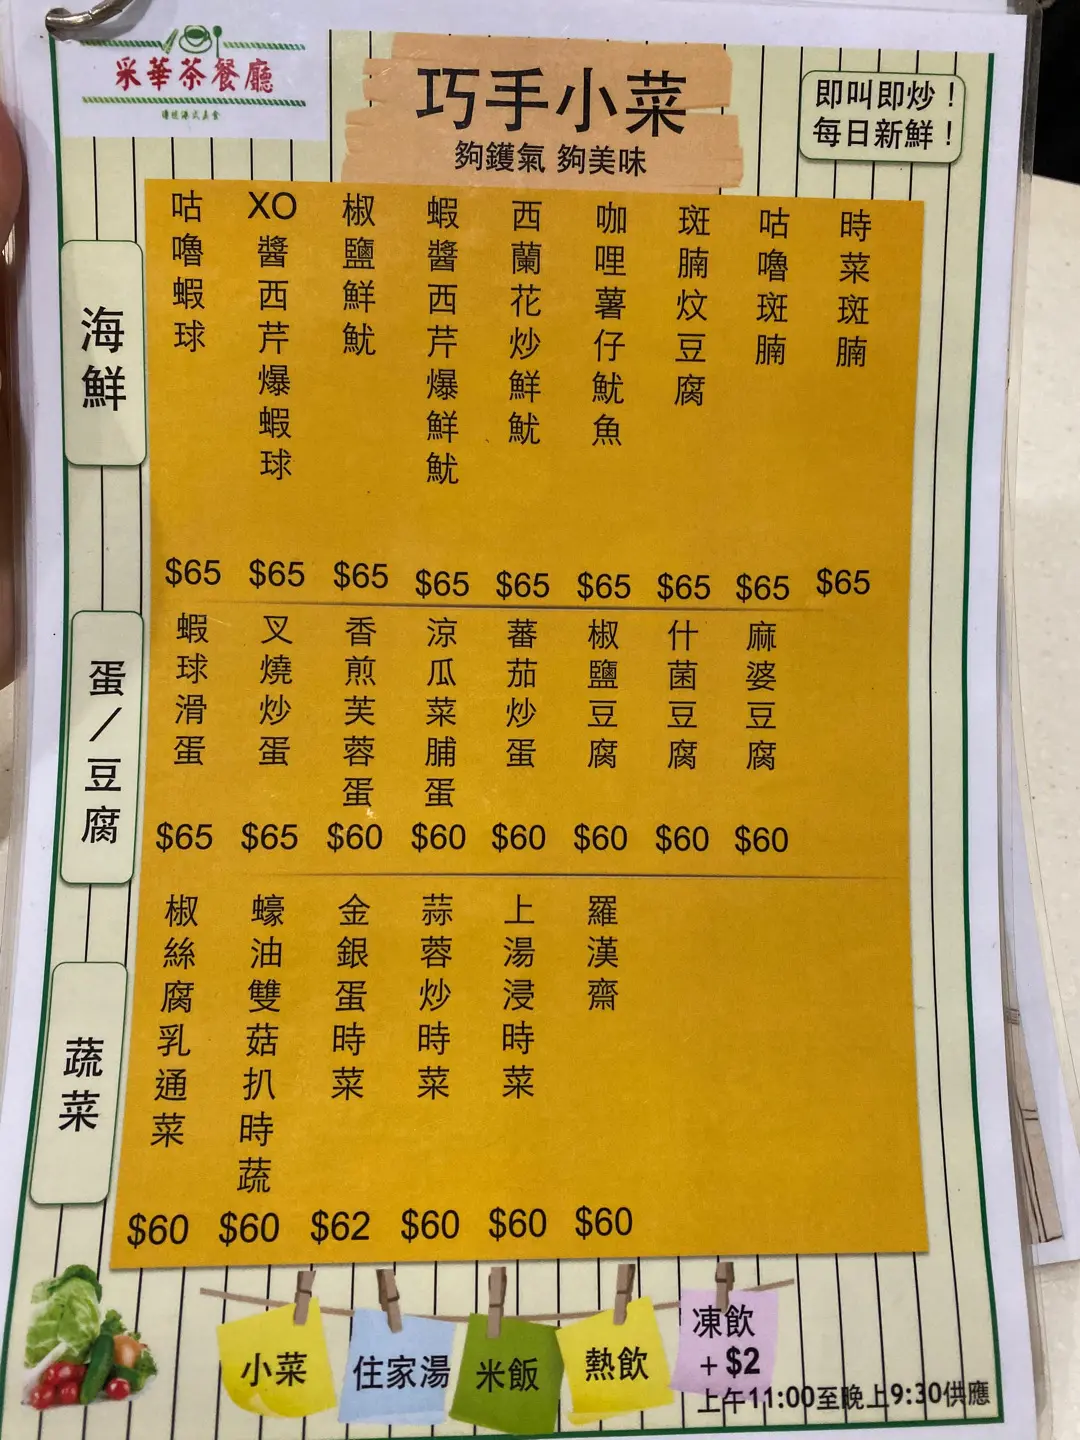 采華茶餐廳
傳統港式美食
巧手小菜
夠鑊氣 夠美味
即叫即炒！
每日新鮮！
海鮮
咕嚕蝦球
$65
XO醬西芹爆蝦球
$65
椒鹽鮮魷
$65
蝦醬西芹爆鮮魷
$65
西蘭花炒鮮魷
$65
咖哩薯仔魷魚
$65
斑腩炆豆腐
$65
咕嚕斑腩
$65
時菜斑腩
$65
蛋/豆腐
蝦球滑蛋
$65
叉燒炒蛋
$65
香煎芙蓉蛋
$60
涼瓜菜脯蛋
$60
蕃茄炒蛋
$60
椒鹽豆腐
$60
什菌豆腐
$60
麻婆豆腐
$60
蔬菜
椒絲腐乳通菜
$60
蠔油雙菇扒時蔬
$60
金銀蛋時菜
$62
蒜蓉炒時菜
$60
上湯浸時菜
$60
羅漢齋
$60
小菜
住家湯
米飯
熱飲
凍飲
+$2
上午11:00至晚上9:30供應